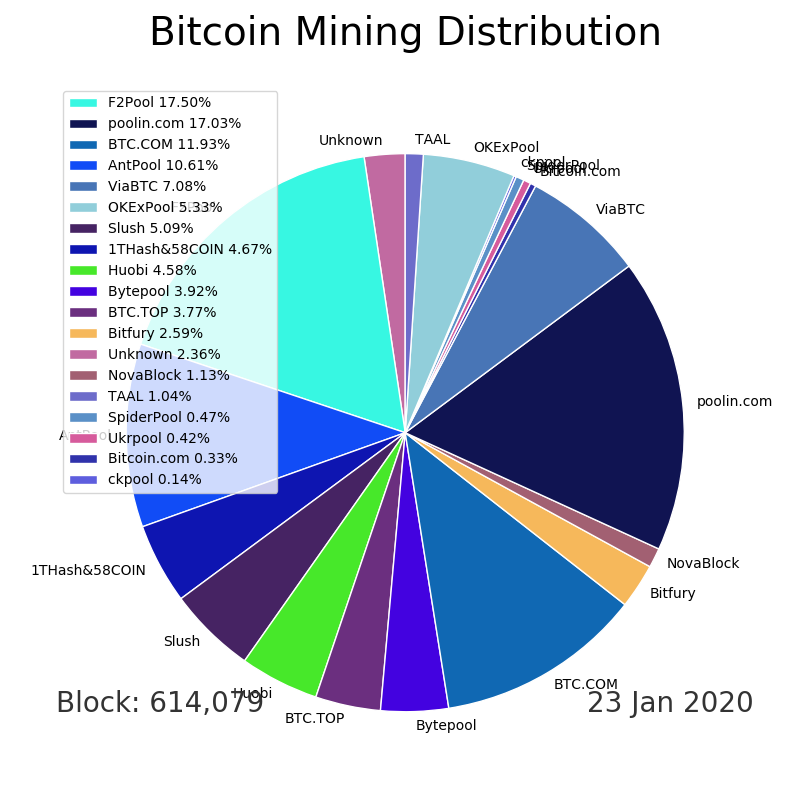 Bitcoin Mining Distribution
F2Pool 17.50%
poolin.com 17.03%
BTC.COM 11.93%
AntPool 10.61%
ViaBTC 7.08%
OKExPool 5.33%
Slush 5.09%
1THash&58COIN 4.67%
Huobi 4.58%
Bytepool 3.92%
BTC.TOP 3.77%
Bitfury 2.59%
Unknown 2.36%
NovaBlock 1.13%
TAAL 1.04%
SpiderPool 0.47%
Ukrpool 0.42%
Bitcoin.com 0.33%
ckpool 0.14%
Unknown
TAAL
OKExPool
ckpool
SpiderPool
Bitcoin.com
ViaBTC
poolin.com
NovaBlock
Bitfury
BTC.COM
Bytepool
BTC.TOP
Huobi
Slush
1THash&58COIN
AntPool
Block: 614,079
23 Jan 2020